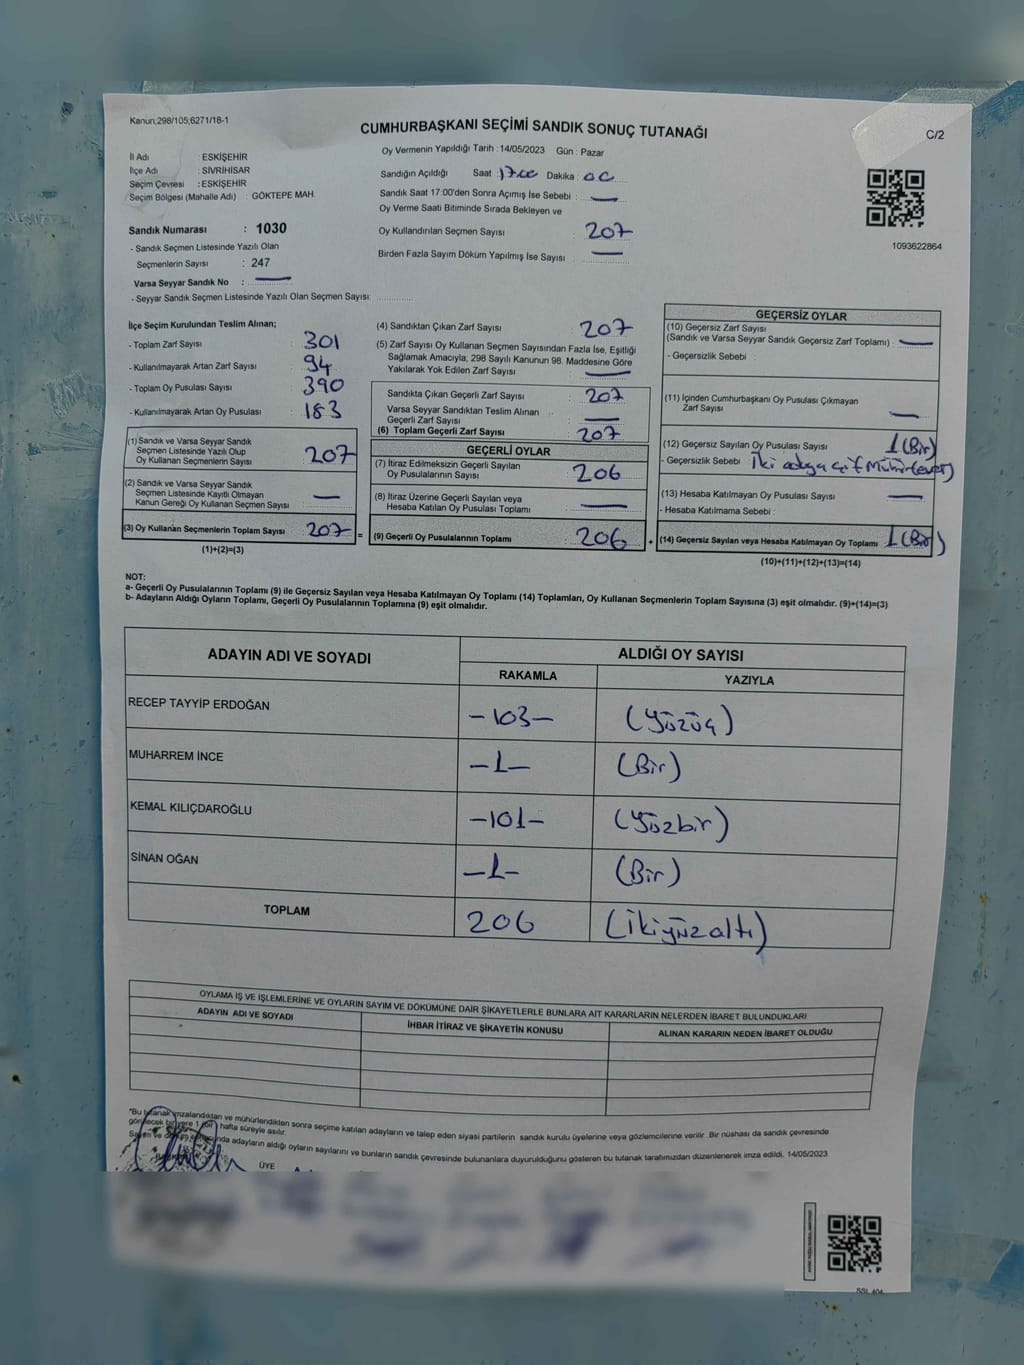 Kanun;298/105;6271/18-1
CUMHURBAŞKANI SEÇİMİ SANDIK SONUÇ TUTANAĞI
C/2
İl Adı : ESKİŞEHİR
İlçe Adı : SİVRİHİSAR
Seçim Çevresi : ESKİŞEHİR
Seçim Bölgesi (Mahalle Adı) : GÖKTEPE MAH.
Sandık Numarası : 1030
- Sandık Seçmen Listesinde Yazılı Olan
Seçmenlerin Sayısı : 247
Varsa Seyyar Sandık No : —
- Seyyar Sandık Seçmen Listesinde Yazılı Olan Seçmen Sayısı: ............
Oy Vermenin Yapıldığı Tarih : 14/05/2023 Gün : Pazar
Sandığın Açıldığı Saat 17.00 Dakika : 00
Sandık Saat 17:00'den Sonra Açımış İse Sebebi : —
Oy Verme Saati Bitiminde Sırada Bekleyen ve
Oy Kullandırılan Seçmen Sayısı : 207
Birden Fazla Sayım Döküm Yapılmış İse Sayısı : —
1093622864
İlçe Seçim Kurulundan Teslim Alınan;
- Toplam Zarf Sayısı : 301
- Kullanılmayarak Artan Zarf Sayısı : 94
- Toplam Oy Pusulası Sayısı : 390
- Kullanılmayarak Artan Oy Pusulası : 183
(1) Sandık ve Varsa Seyyar Sandık
Seçmen Listesinde Yazılı Olup
Oy Kullanan Seçmenlerin Sayısı : 207
(2) Sandık ve Varsa Seyyar Sandık
Seçmen Listesinde Kayıtlı Olmayan
Kanun Gereği Oy Kullanan Seçmen Sayısı : —
(3) Oy Kullanan Seçmenlerin Toplam Sayısı : 207 =
(1)+(2)=(3)
(4) Sandıktan Çıkan Zarf Sayısı : 207
(5) Zarf Sayısı Oy Kullanan Seçmen Sayısından Fazla İse, Eşitliği
Sağlamak Amacıyla, 298 Sayılı Kanunun 98. Maddesine Göre
Yakılarak Yok Edilen Zarf Sayısı : —
Sandıkta Çıkan Geçerli Zarf Sayısı : 207
Varsa Seyyar Sandıktan Teslim Alınan
Geçerli Zarf Sayısı : —
(6) Toplam Geçerli Zarf Sayısı : 207
GEÇERLİ OYLAR
(7) İtiraz Edilmeksizin Geçerli Sayılan
Oy Pusulalarının Sayısı : 206
(8) İtiraz Üzerine Geçerli Sayılan veya
Hesaba Katılan Oy Pusulası Toplamı : —
(9) Geçerli Oy Pusulalarının Toplamı : 206 +
GEÇERSİZ OYLAR
(10) Geçersiz Zarf Sayısı
(Sandık ve Varsa Seyyar Sandık Geçersiz Zarf Toplamı) : —
- Geçersizlik Sebebi :
(11) İçinden Cumhurbaşkanı Oy Pusulası Çıkmayan
Zarf Sayısı : —
(12) Geçersiz Sayılan Oy Pusulası Sayısı : 1 (Bir)
- Geçersizlik Sebebi : İki adaya çift Mühür (evet)
(13) Hesaba Katılmayan Oy Pusulası Sayısı : —
- Hesaba Katılmama Sebebi :
(14) Geçersiz Sayılan veya Hesaba Katılmayan Oy Toplamı : 1 (Bir)
(10)+(11)+(12)+(13)=(14)
NOT:
a- Geçerli Oy Pusulalarının Toplamı (9) ile Geçersiz Sayılan veya Hesaba Katılmayan Oy Toplamı (14) Toplamları, Oy Kullanan Seçmenlerin Toplam Sayısına (3) eşit olmalıdır. (9)+(14)=(3)
b- Adayların Aldığı Oyların Toplamı, Geçerli Oy Pusulalarının Toplamına (9) eşit olmalıdır.
ADAYIN ADI VE SOYADI ALDIĞI OY SAYISI
RAKAMLA YAZIYLA
RECEP TAYYİP ERDOĞAN -103- (Yüzüç)
MUHARREM İNCE -1- (Bir)
KEMAL KILIÇDAROĞLU -101- (Yüzbir)
SİNAN OĞAN -1- (Bir)
TOPLAM 206 (İkiyüzaltı)
OYLAMA İŞ VE İŞLEMLERİNE VE OYLARIN SAYIM VE DÖKÜMÜNE DAİR ŞİKAYETLERLE BUNLARA AİT KARARLARIN NELERDEN İBARET BULUNDUKLARI
ADAYIN ADI VE SOYADI İHBAR İTİRAZ VE ŞİKAYETİN KONUSU ALINAN KARARIN NEDEN İBARET OLDUĞU
*Bu tutanak imzalandıktan ve mühürlendikten sonra seçime katılan adayların ve talep eden siyasi partilerin sandık kurulu üyelerine veya gözlemcilerine verilir .Bir nüshası da sandık çevresinde
görülecek bir yere 1 (bir) hafta süreyle asılır.
adayların aldığı oyların sayılarını ve bunların sandık çevresinde bulunanlara duyurulduğunu gösteren bu tutanak tarafımızdan düzenlenerek imza edildi. 14/05/2023
ÜYE